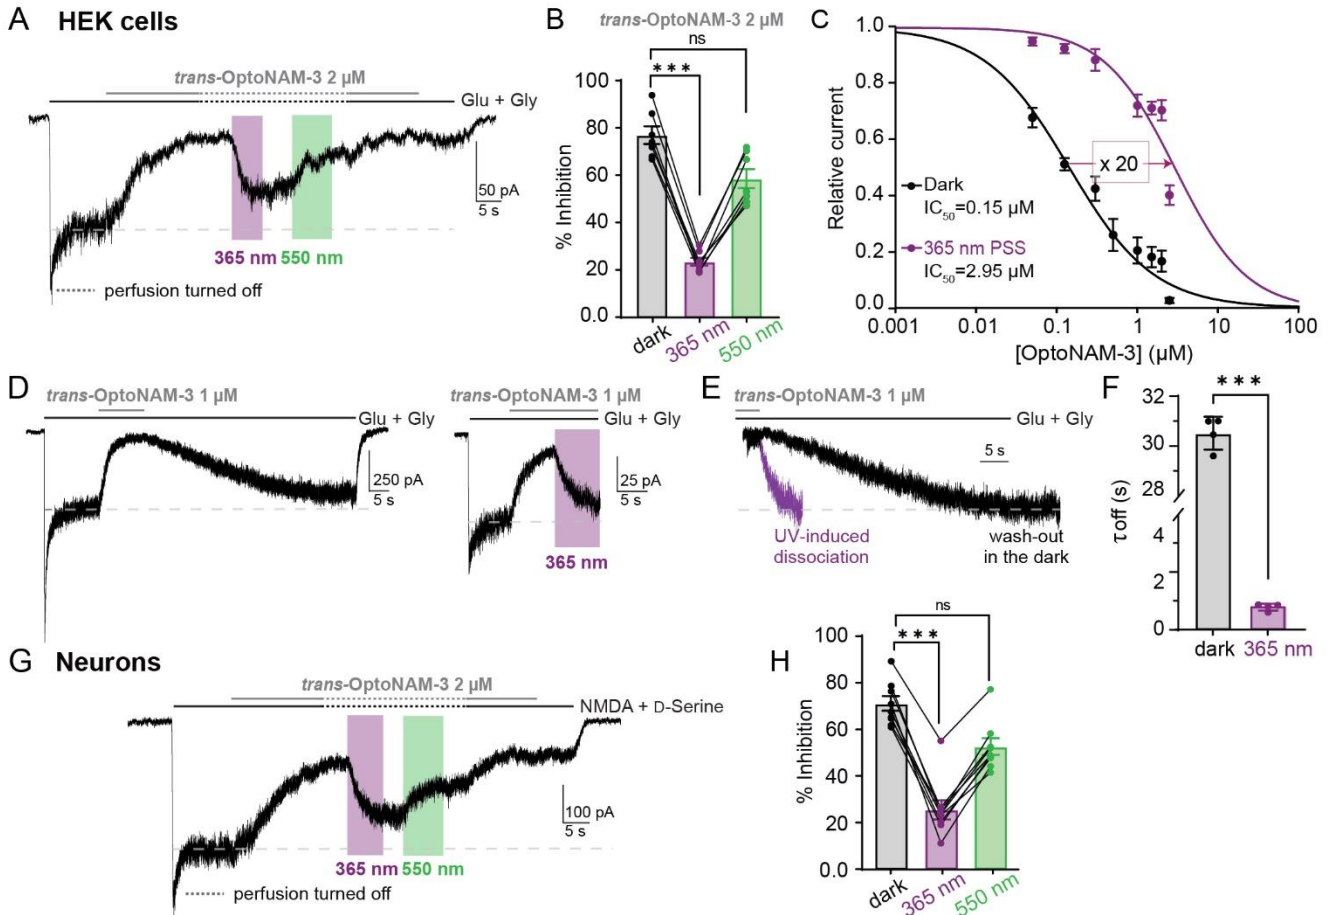 A HEK cells
trans-OptoNAM-3 2 µM
Glu + Gly
50 pA
5 s
365 nm 550 nm
perfusion turned off
B trans-OptoNAM-3 2 µM
ns
***
% Inhibition
100
80
60
40
20
0.0
dark
365 nm
550 nm
C
Relative current
1.0
0.8
0.6
0.4
0.2
0.0
x 20
Dark
IC50=0.15 µM
365 nm PSS
IC50=2.95 µM
0.001 0.01 0.1 1 10 100
[OptoNAM-3] (µM)
D
trans-OptoNAM-3 1 µM
Glu + Gly
250 pA
5 s
trans-OptoNAM-3 1 µM
Glu + Gly
25 pA
5 s
365 nm
E
trans-OptoNAM-3 1 µM
Glu + Gly
5 s
UV-induced
dissociation
wash-out
in the dark
F
***
τoff (s)
32
30
28
4
2
0
dark 365 nm
G Neurons
trans-OptoNAM-3 2 µM
NMDA + D-Serine
100 pA
5 s
365 nm 550 nm
perfusion turned off
H
ns
***
% Inhibition
100
80
60
40
20
0
dark
365 nm
550 nm